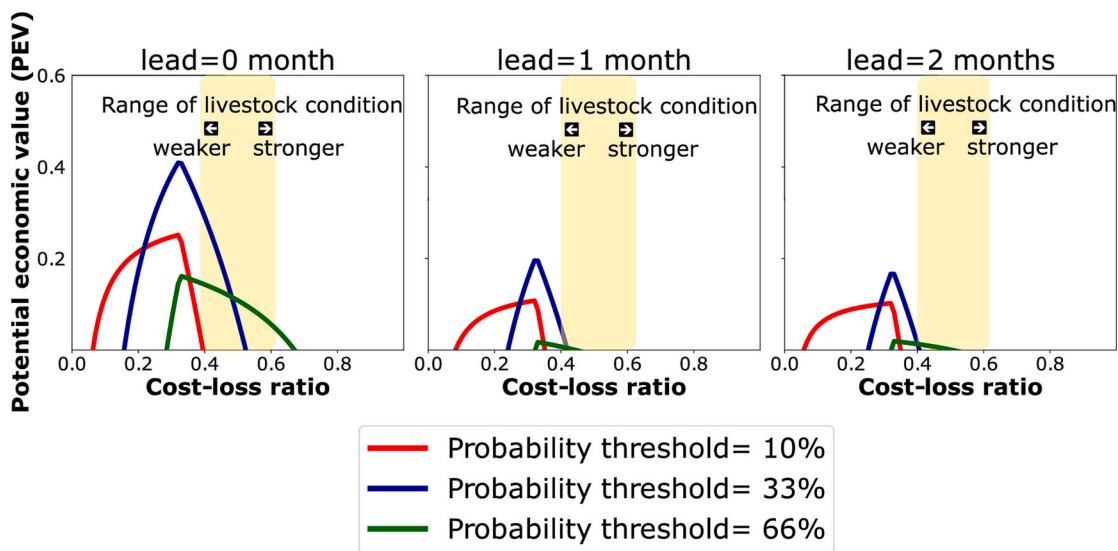 lead=0 month
lead=1 month
lead=2 months
Potential economic value (PEV)
0.6
0.4
0.2
Range of livestock condition
weaker stronger
Range of livestock condition
weaker stronger
Range of livestock condition
weaker stronger
0.0 0.2 0.4 0.6 0.8
0.0 0.2 0.4 0.6 0.8
0.0 0.2 0.4 0.6 0.8
Cost-loss ratio
Cost-loss ratio
Cost-loss ratio
Probability threshold= 10%
Probability threshold= 33%
Probability threshold= 66%